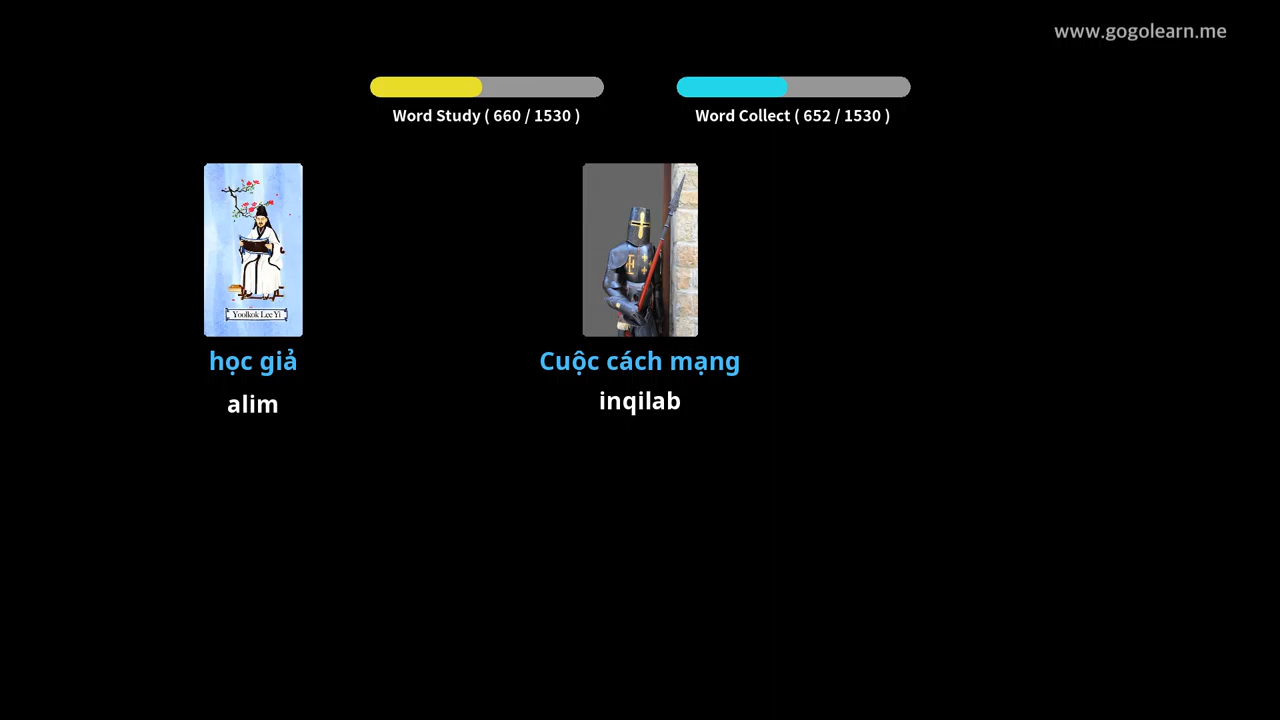 www.gogolearn.me
Word Study ( 660 / 1530 )
Word Collect ( 652 / 1530 )
Yoolkok Lee Yi
học giả
alim
Cuộc cách mạng
inqilab